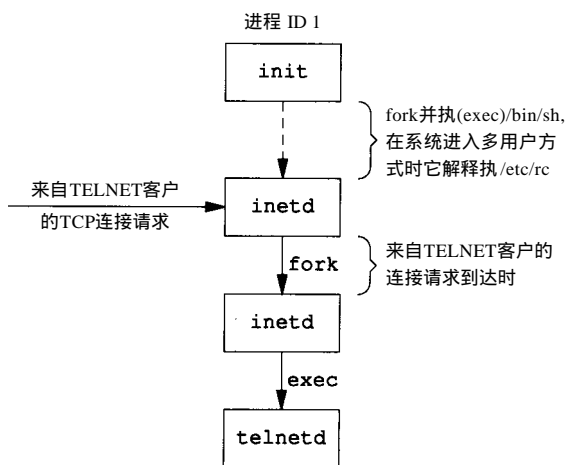 进程 ID 1
init
fork并执(exec)/bin/sh,
在系统进入多用户方
式时它解释执/etc/rc
来自TELNET客户
的TCP连接请求
inetd
fork
来自TELNET客户的
连接请求到达时
inetd
exec
telnetd